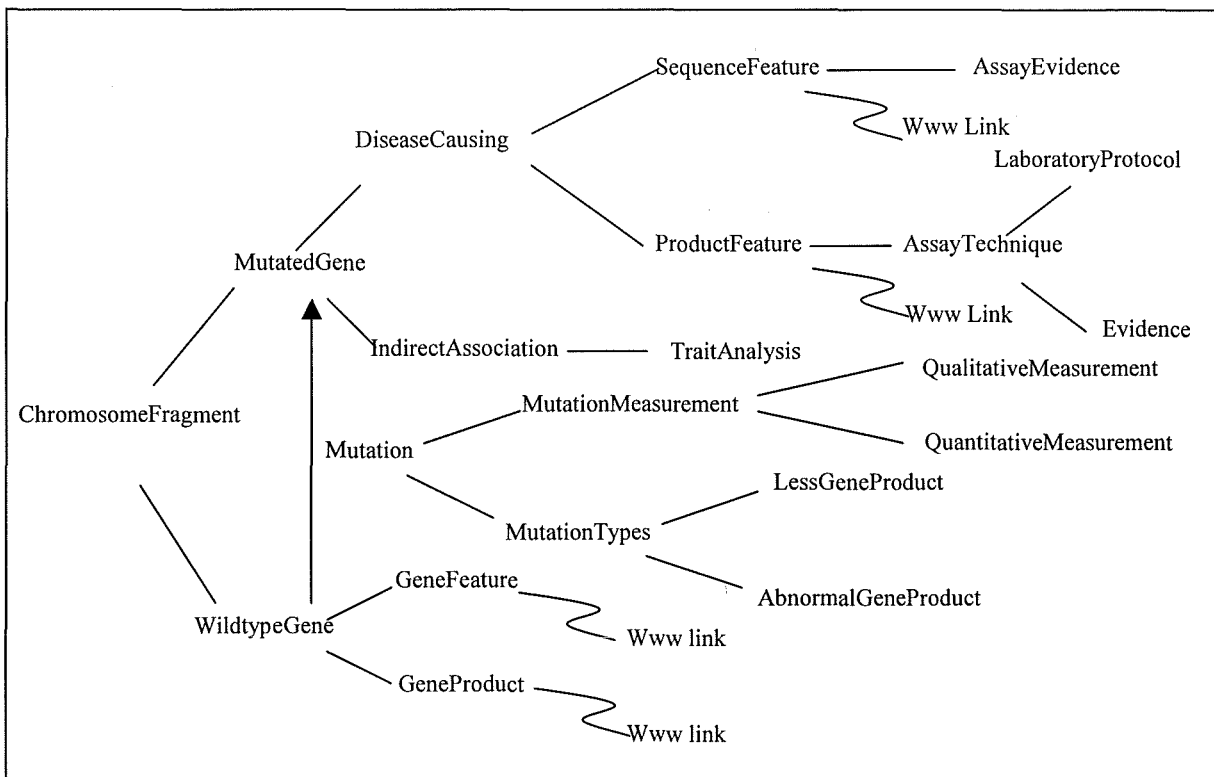 SequenceFeature
AssayEvidence
Www Link
DiseaseCausing
LaboratoryProtocol
ProductFeature
AssayTechnique
MutatedGene
Www Link
Evidence
IndirectAssociation
TraitAnalysis
QualitativeMeasurement
ChromosomeFragment
MutationMeasurement
Mutation
QuantitativeMeasurement
LessGeneProduct
MutationTypes
GeneFeature
AbnormalGeneProduct
WildtypeGene
Www link
GeneProduct
Www link